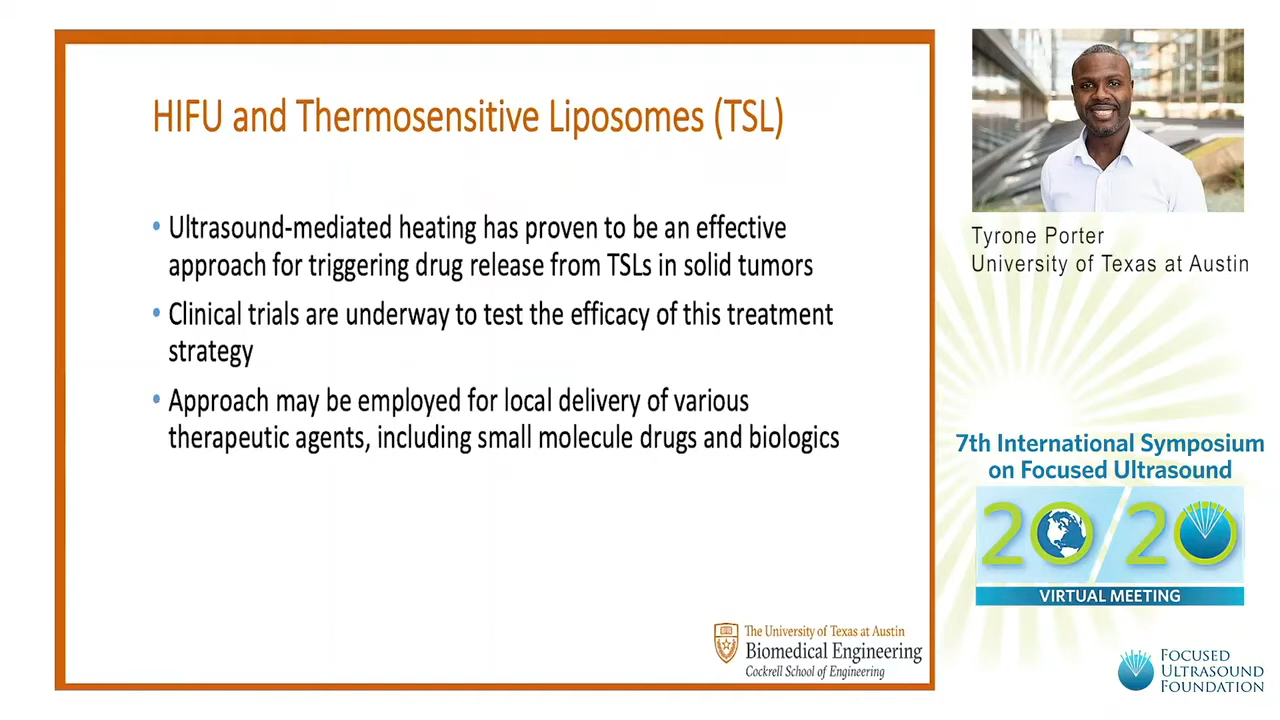 HIFU and Thermosensitive Liposomes (TSL)
• Ultrasound-mediated heating has proven to be an effective
approach for triggering drug release from TSLs in solid tumors
• Clinical trials are underway to test the efficacy of this treatment
strategy
• Approach may be employed for local delivery of various
therapeutic agents, including small molecule drugs and biologics
The University of Texas at Austin
Biomedical Engineering
Cockrell School of Engineering
Tyrone Porter
University of Texas at Austin
7th International Symposium
on Focused Ultrasound
20/20
VIRTUAL MEETING
FOCUSED
ULTRASOUND
FOUNDATION